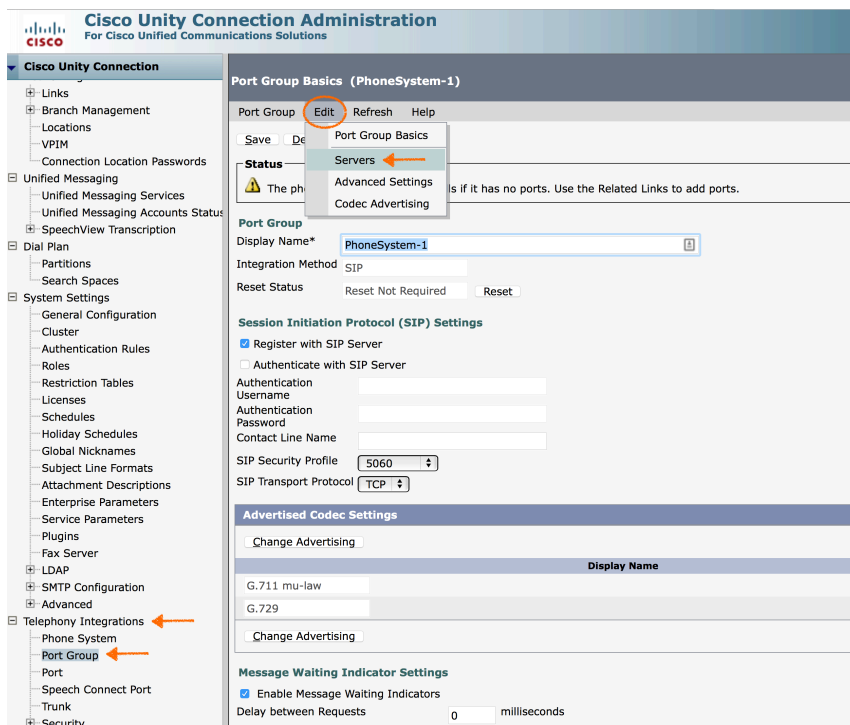 Cisco Unity Connection Administration
For Cisco Unified Communications Solutions
CISCO
Cisco Unity Connection
Links
Branch Management
Locations
VPIM
Connection Location Passwords
Unified Messaging
Unified Messaging Services
Unified Messaging Accounts Status
SpeechView Transcription
Dial Plan
Partitions
Search Spaces
System Settings
General Configuration
Cluster
Authentication Rules
Roles
Restriction Tables
Licenses
Schedules
Holiday Schedules
Global Nicknames
Subject Line Formats
Attachment Descriptions
Enterprise Parameters
Service Parameters
Plugins
Fax Server
LDAP
SMTP Configuration
Advanced
Telephony Integrations
Phone System
Port Group
Port
Speech Connect Port
Trunk
Security
Port Group Basics (PhoneSystem-1)
Port Group Edit Refresh Help
Save De
Port Group Basics
Servers
Advanced Settings
Codec Advertising
Status
The ph s if it has no ports. Use the Related Links to add ports.
Port Group
Display Name* PhoneSystem-1
Integration Method SIP
Reset Status Reset Not Required Reset
Session Initiation Protocol (SIP) Settings
Register with SIP Server
Authenticate with SIP Server
Authentication
Username
Authentication
Password
Contact Line Name
SIP Security Profile 5060
SIP Transport Protocol TCP
Advertised Codec Settings
Change Advertising
Display Name
G.711 mu-law
G.729
Change Advertising
Message Waiting Indicator Settings
Enable Message Waiting Indicators
Delay between Requests 0 milliseconds